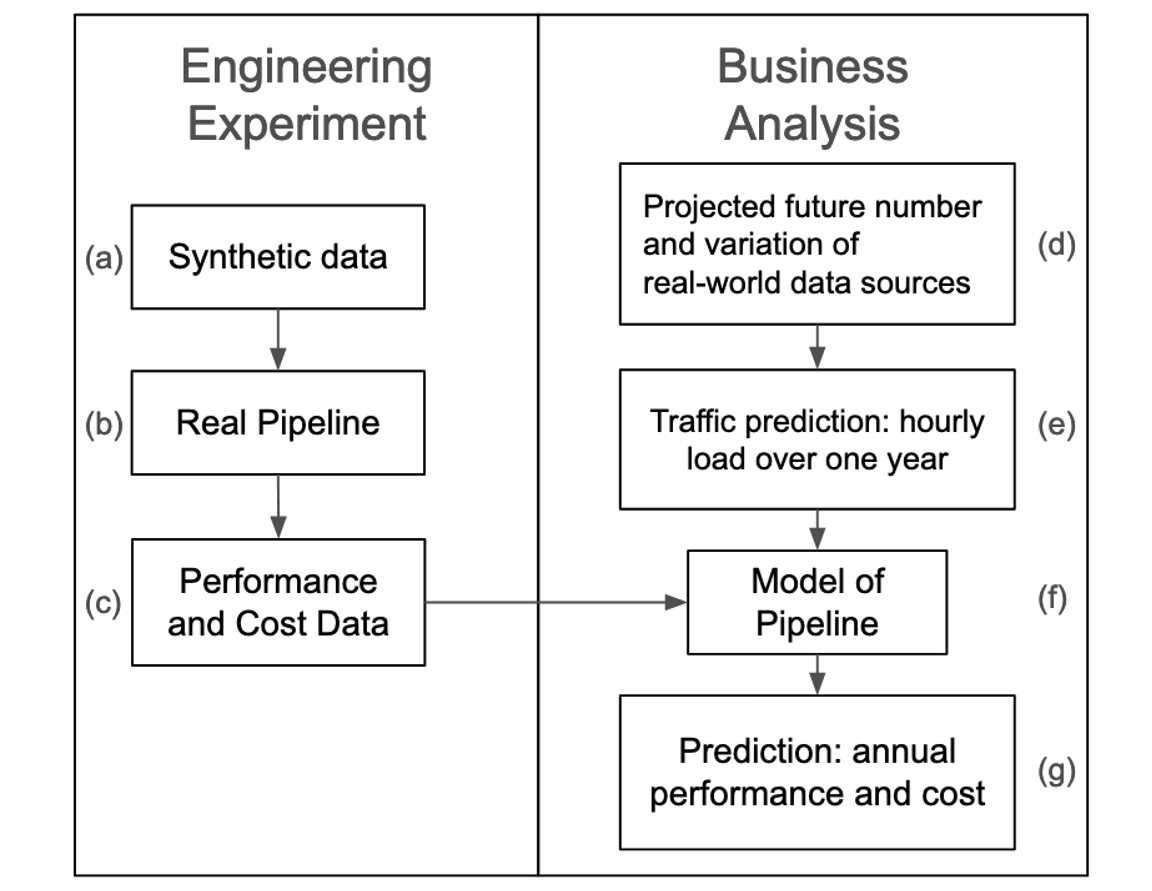 Engineering
Experiment
(a)
Synthetic data
(b)
Real Pipeline
(c)
Performance
and Cost Data
Business
Analysis
Projected future number
and variation of
real-world data sources
(d)
Traffic prediction: hourly
load over one year
(e)
Model of
Pipeline
(f)
Prediction: annual
performance and cost
(g)